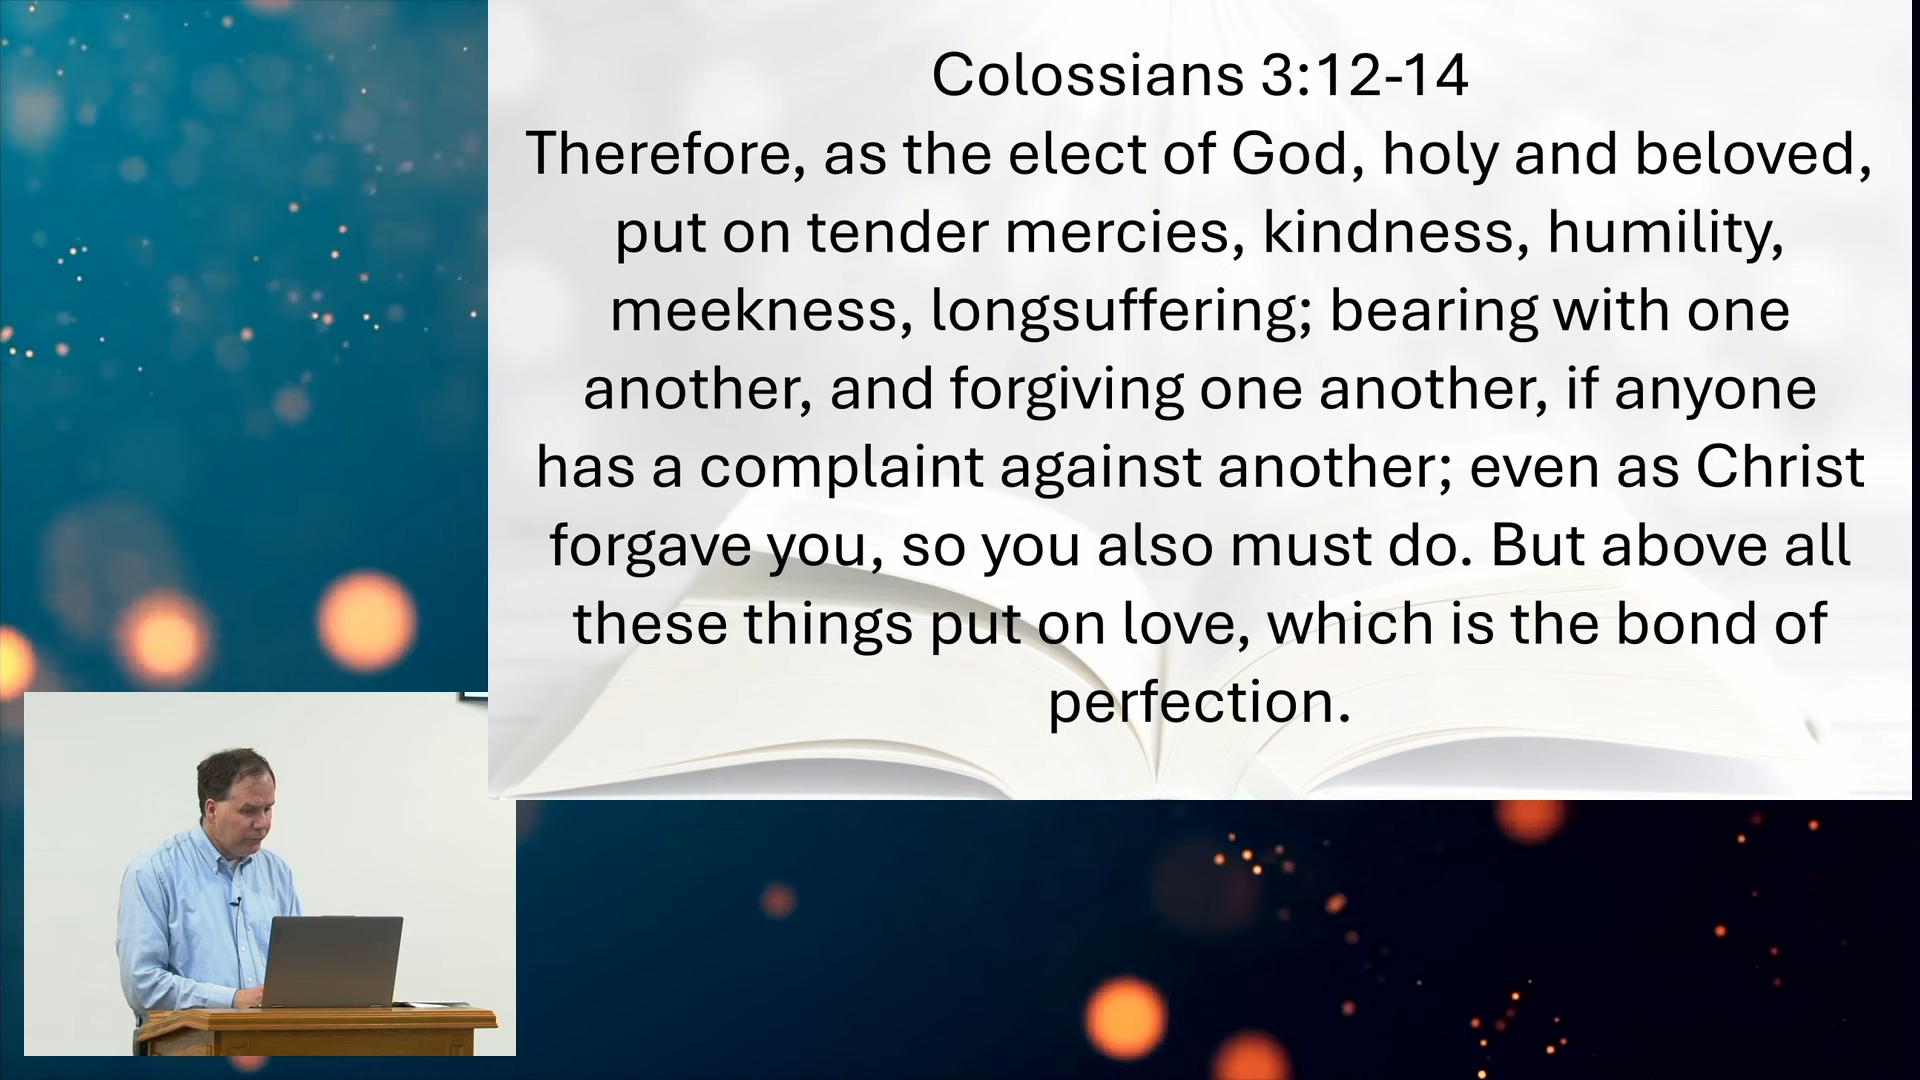 Colossians 3:12-14
Therefore, as the elect of God, holy and beloved,
put on tender mercies, kindness, humility,
meekness, longsuffering; bearing with one
another, and forgiving one another, if anyone
has a complaint against another; even as Christ
forgave you, so you also must do. But above all
these things put on love, which is the bond of
perfection.